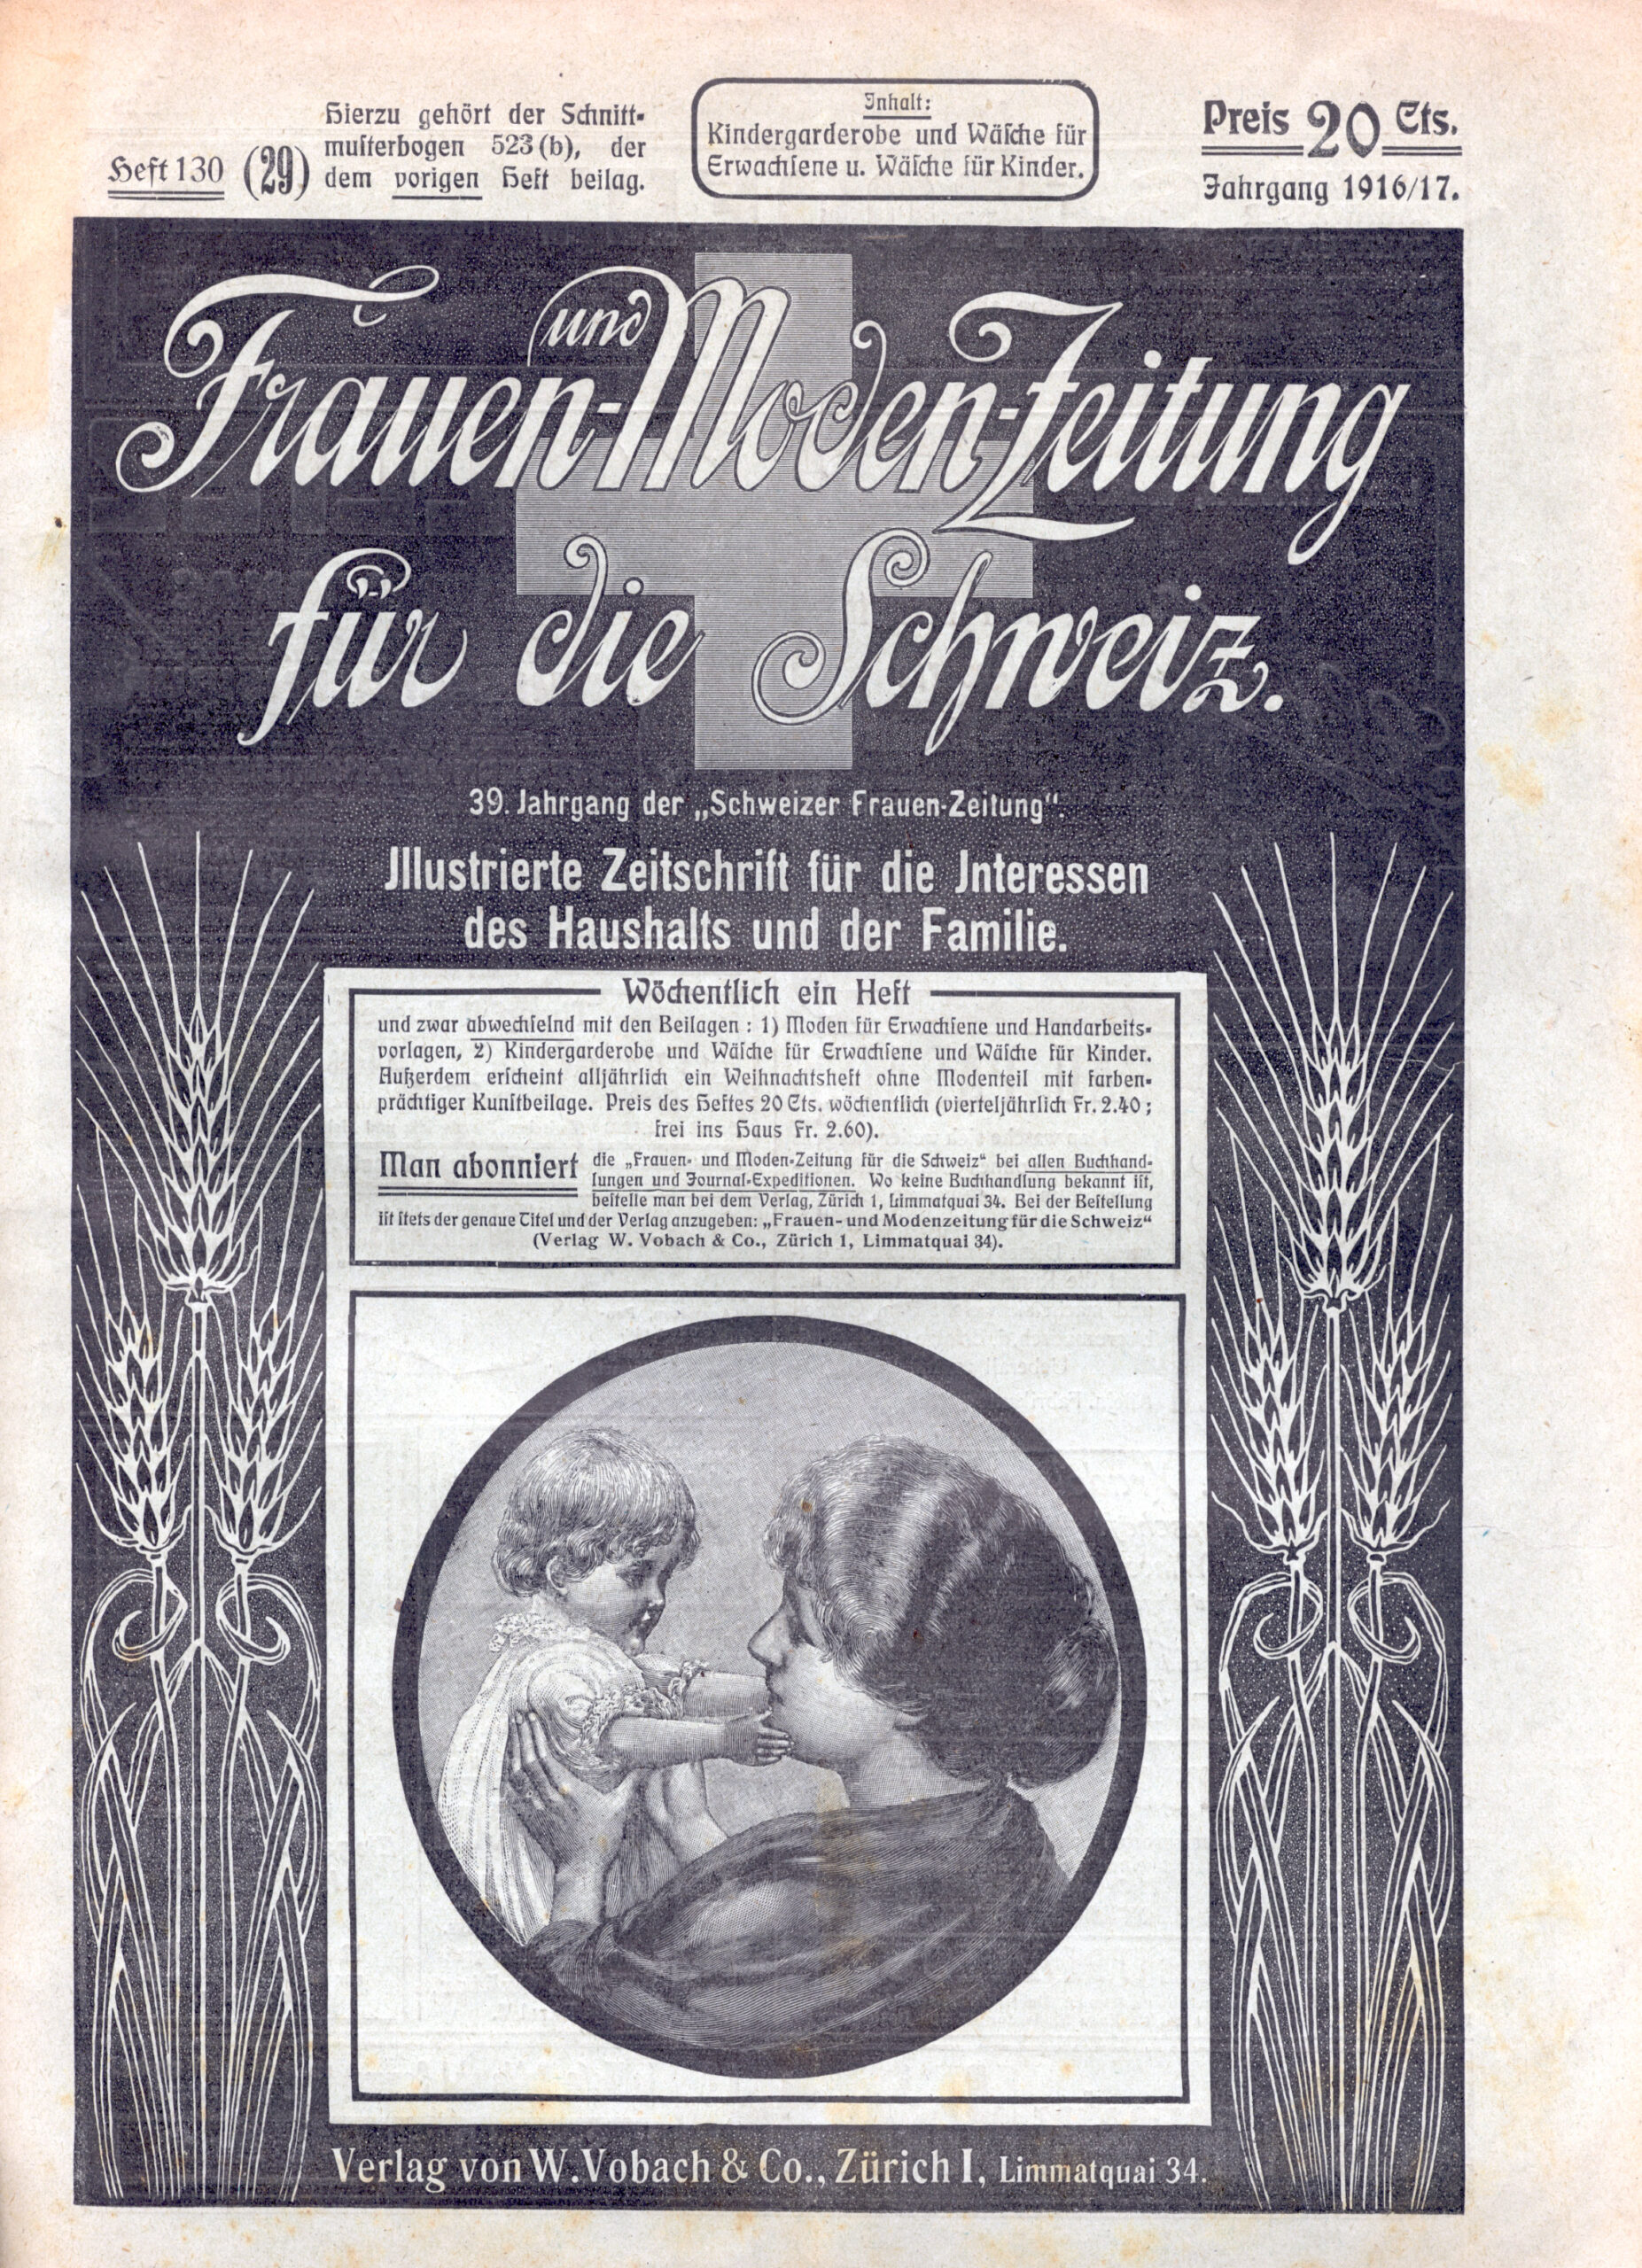 Heft 130 (29)
Hierzu gehört der Schnitt-
musterbogen 523 (b), der
dem vorigen Heft beilag.
Inhalt:
Kindergarderobe und Wäsche für
Erwachsene u. Wäsche für Kinder.
Preis 20 Cts.
Jahrgang 1916/17.
Frauen- und Moden-Zeitung
für die Schweiz.
39. Jahrgang der „Schweizer Frauen-Zeitung“.
Jllustrierte Zeitschrift für die Jnteressen
des Haushalts und der Familie.
Wöchentlich ein Heft
und zwar abwechselnd mit den Beilagen: 1) Moden für Erwachsene und Handarbeits-
vorlagen, 2) Kindergarderobe und Wäsche für Erwachsene und Wäsche für Kinder.
Außerdem erscheint alljährlich ein Weihnachtsheft ohne Modenteil mit farben-
prächtiger Kunstbeilage. Preis des Heftes 20 Cts. wöchentlich (vierteljährlich Fr. 2.40;
frei ins Haus Fr. 2.60).
Man abonniert die „Frauen- und Moden-Zeitung für die Schweiz“ bei allen Buchhand-
lungen und Journal-Expeditionen. Wo keine Buchhandlung bekannt ist,
bestelle man bei dem Verlag, Zürich 1, Limmatquai 34. Bei der Bestellung
ist stets der genaue Titel und der Verlag anzugeben: „Frauen- und Modenzeitung für die Schweiz“
(Verlag W. Vobach & Co., Zürich 1, Limmatquai 34).
Verlag von W. Vobach & Co., Zürich I, Limmatquai 34.